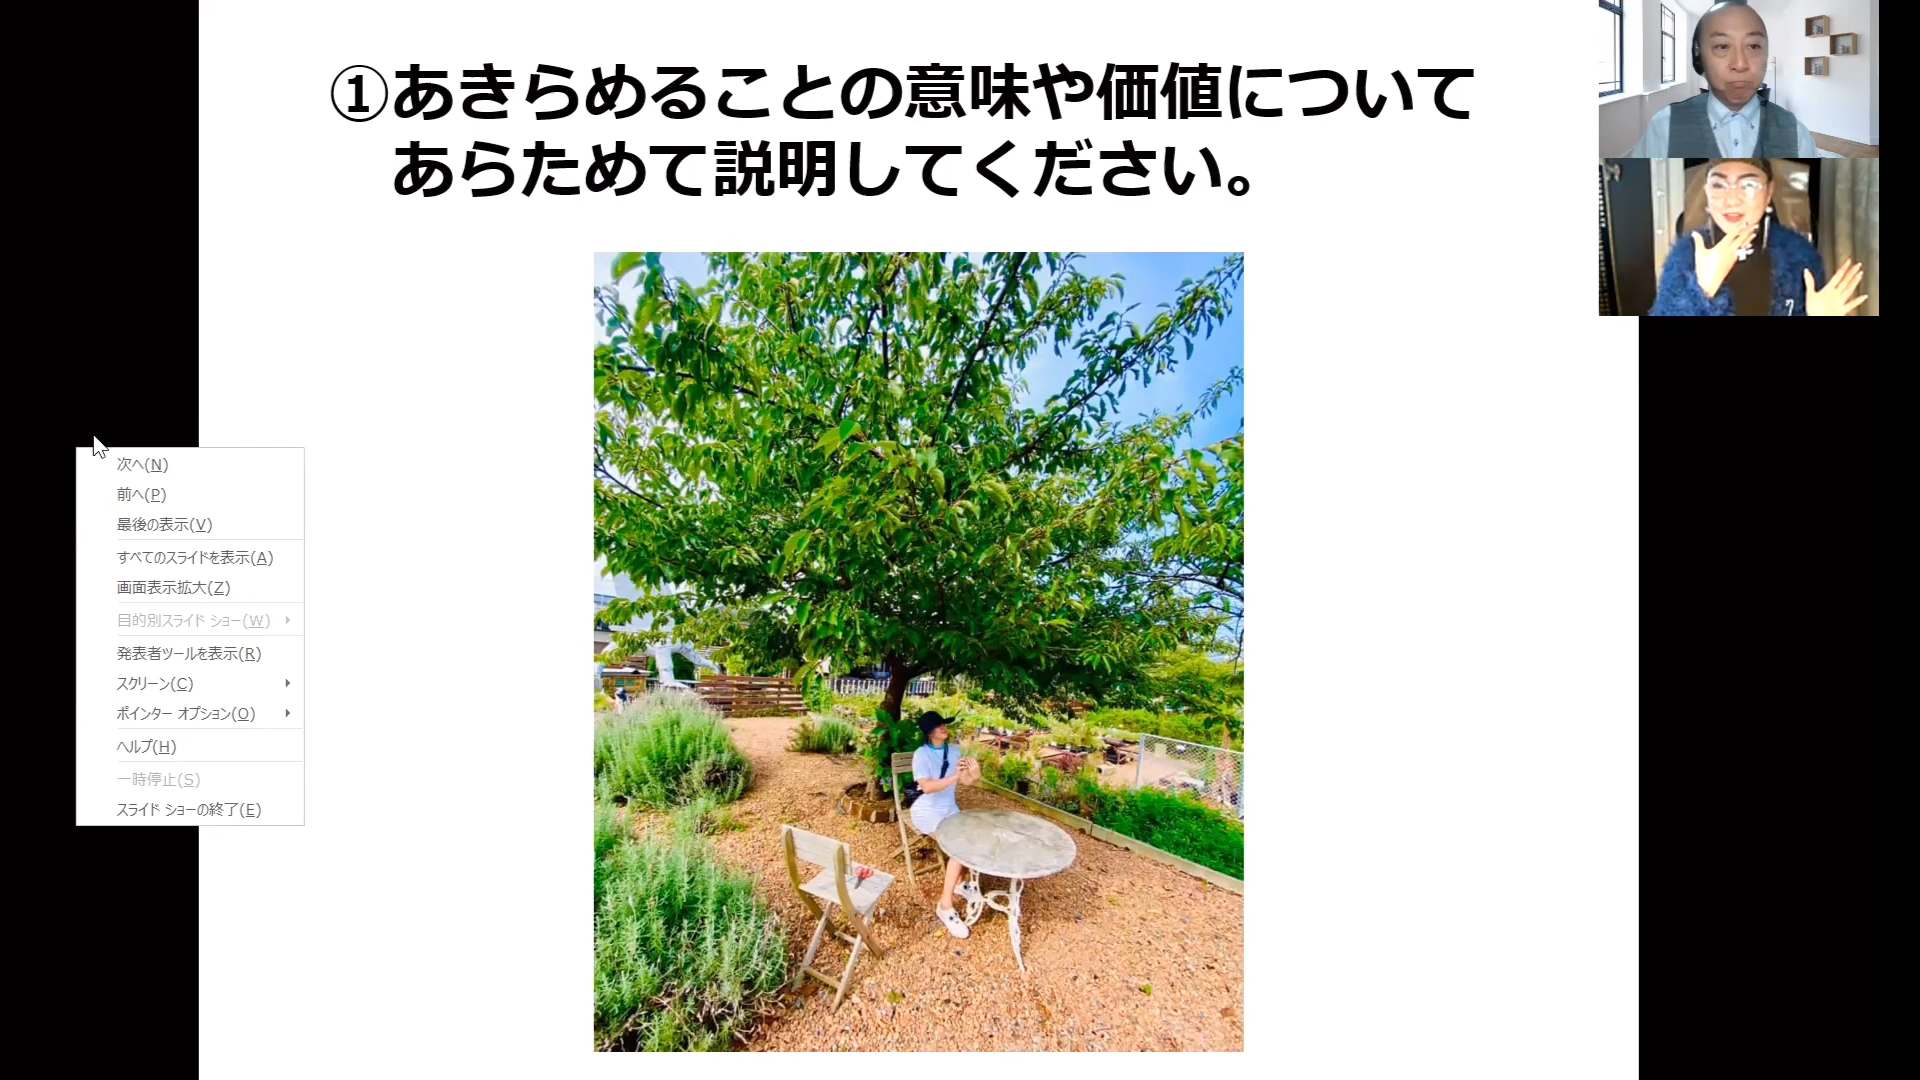 ①あきらめることの意味や価値について
あらためて説明してください。
次へ(N)
前へ(P)
最後の表示(V)
すべてのスライドを表示(A)
画面表示拡大(Z)
目的別スライド ショー(W)
発表者ツールを表示(R)
スクリーン(C)
ポインター オプション(O)
ヘルプ(H)
一時停止(S)
スライド ショーの終了(E)